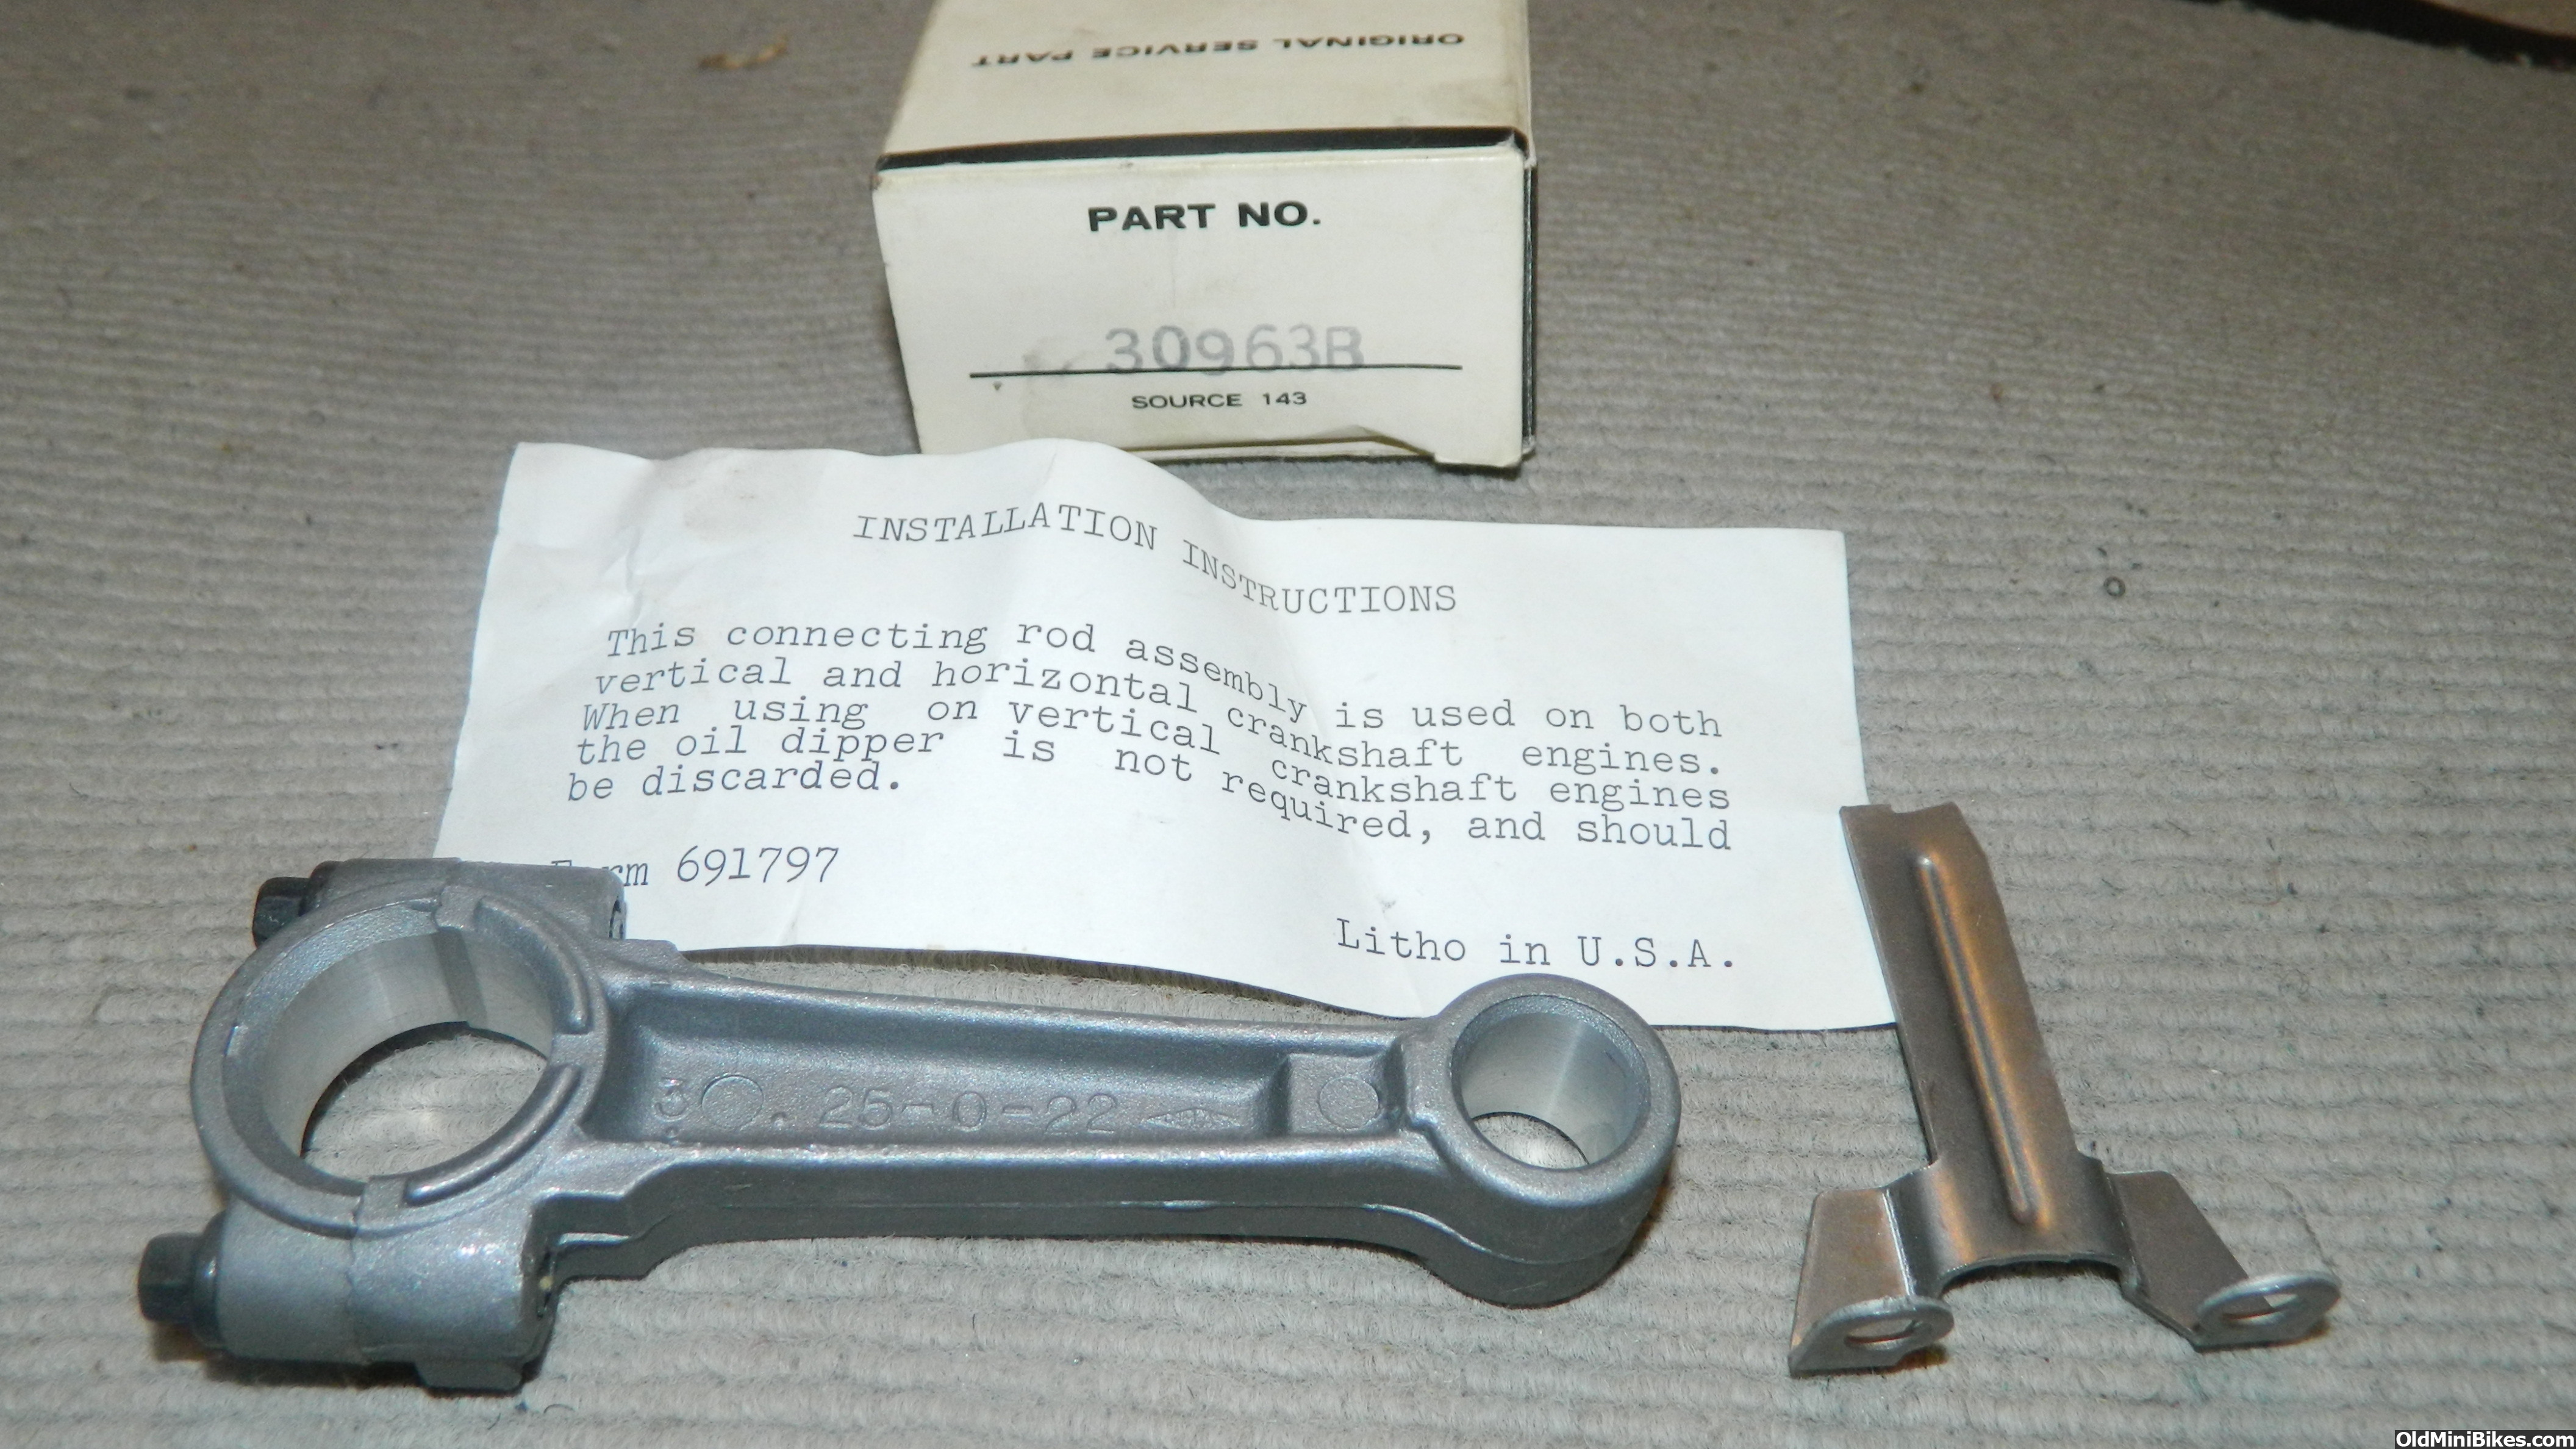 ORIGINAL SERVICE PART
PART NO.
30963B
SOURCE 143
INSTALLATION INSTRUCTIONS
This connecting rod assembly is used on both
vertical and horizontal crankshaft engines.
When using on vertical crankshaft engines
the oil dipper is not required, and should
be discarded.
691797
Litho in U.S.A.
25-0-22
OldMiniBikes.com